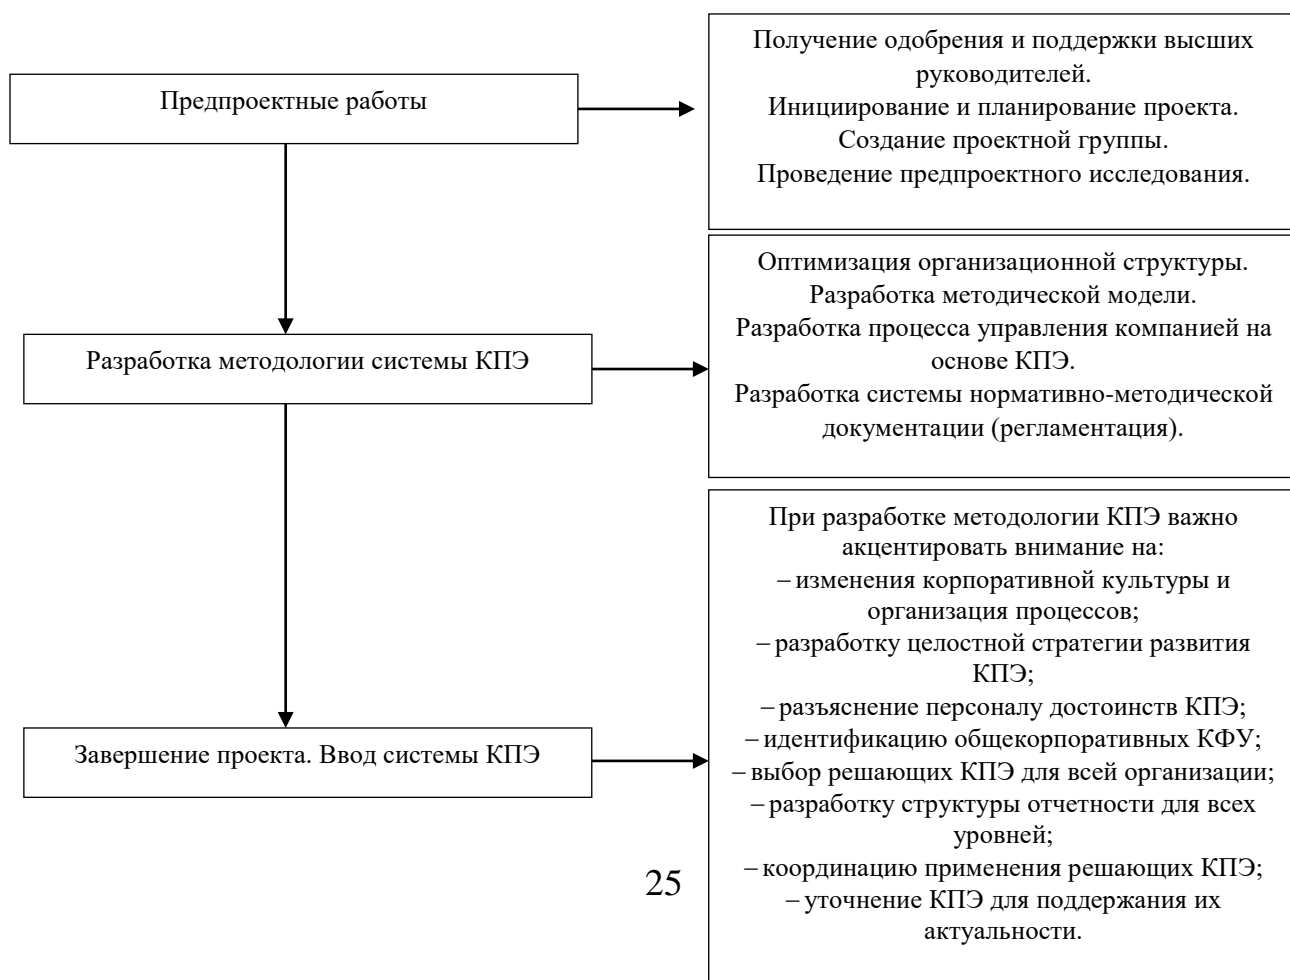 Предпроектные работы
Получение одобрения и поддержки высших
руководителей.
Инициирование и планирование проекта.
Создание проектной группы.
Проведение предпроектного исследования.
Разработка методологии системы КПЭ
Оптимизация организационной структуры.
Разработка методической модели.
Разработка процесса управления компанией на
основе КПЭ.
Разработка системы нормативно-методической
документации (регламентация).
Завершение проекта. Ввод системы КПЭ
При разработке методологии КПЭ важно
акцентировать внимание на:
– изменения корпоративной культуры и
организация процессов;
– разработку целостной стратегии развития
КПЭ;
– разъяснение персоналу достоинств КПЭ;
– идентификацию общекорпоративных КФУ;
– выбор решающих КПЭ для всей организации;
– разработку структуры отчетности для всех
уровней;
– координацию применения решающих КПЭ;
– уточнение КПЭ для поддержания их
актуальности.
25